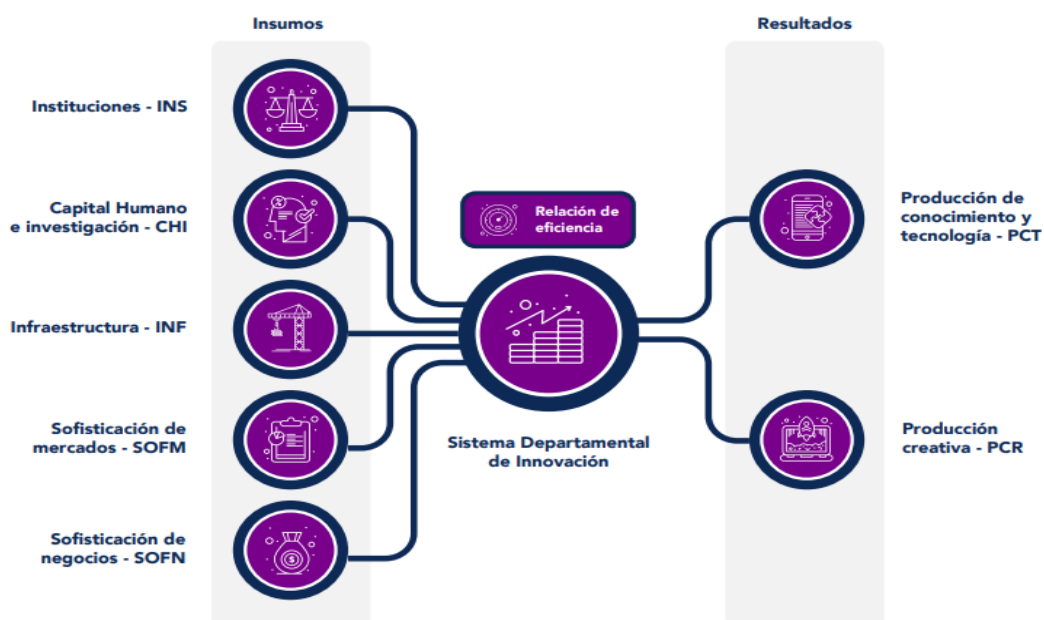 Insumos
Resultados
Instituciones - INS
Capital Humano
e investigación - CHI
Infraestructura - INF
Sofisticación de
mercados - SOFM
Sofisticación de
negocios - SOFN
Relación de
eficiencia
Sistema Departamental
de Innovación
Producción de
conocimiento y
tecnología - PCT
Producción
creativa - PCR